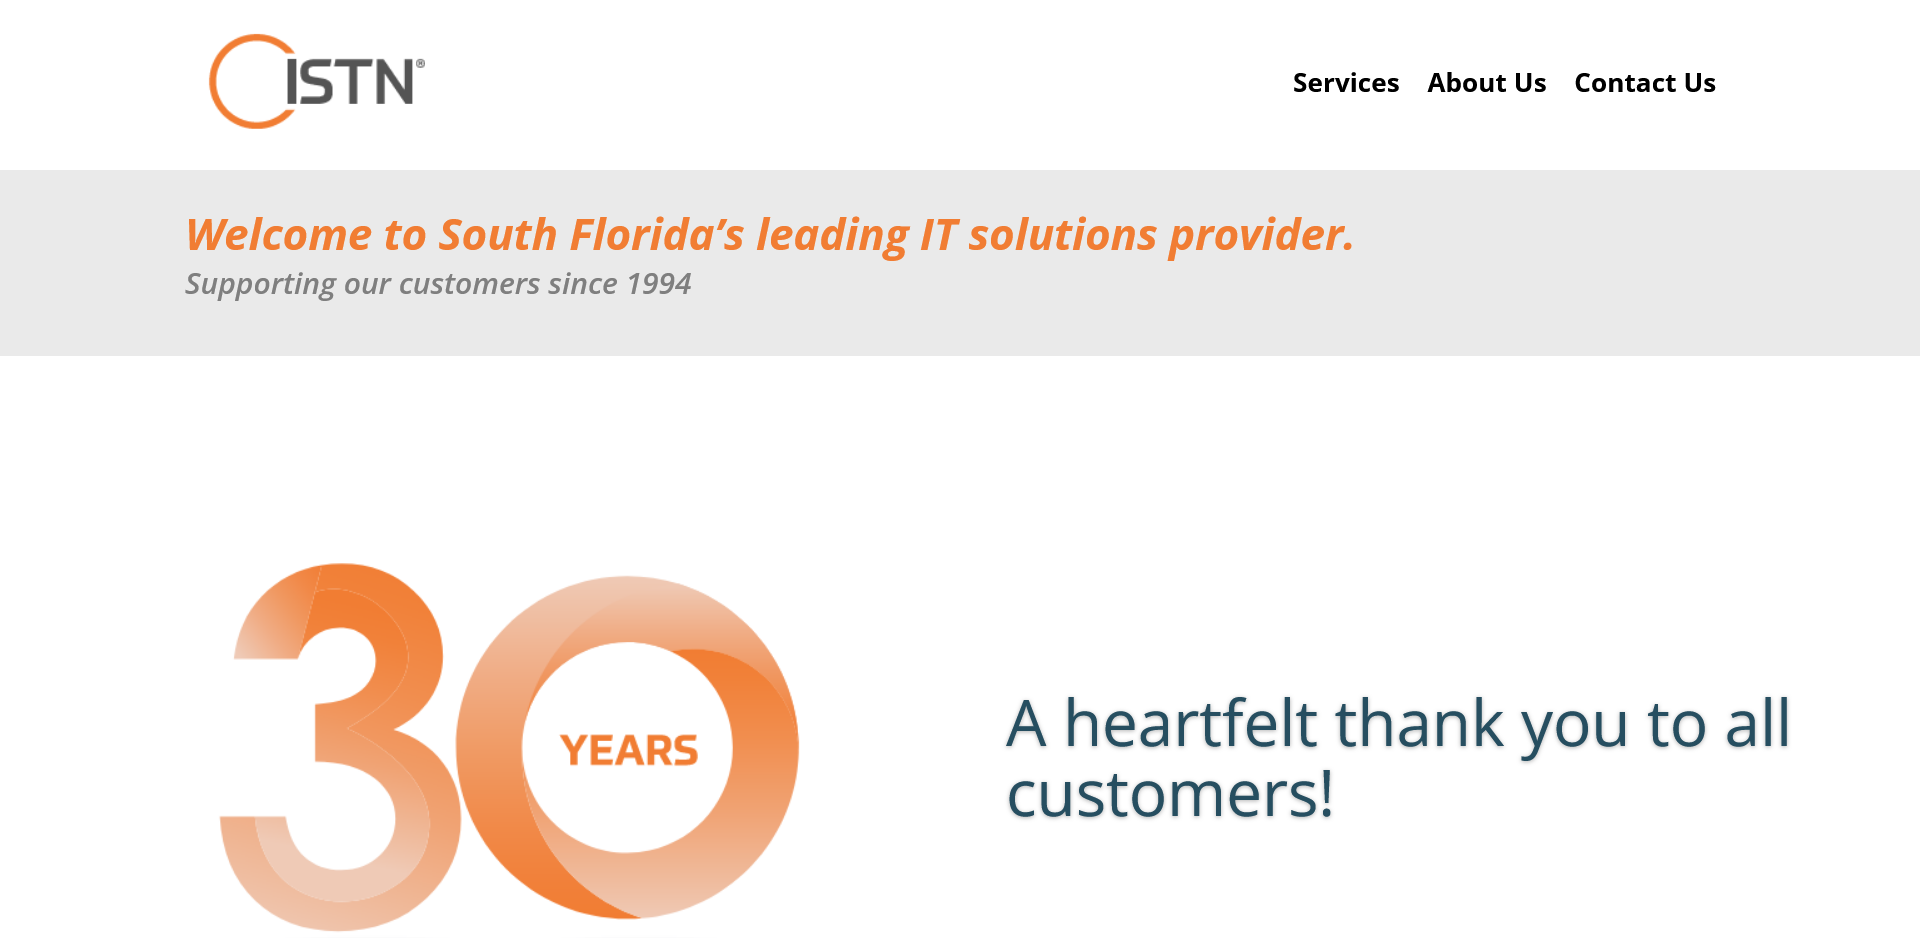 ISTN®
Services About Us Contact Us
Welcome to South Florida’s leading IT solutions provider.
Supporting our customers since 1994
30
YEARS
A heartfelt thank you to all
customers!